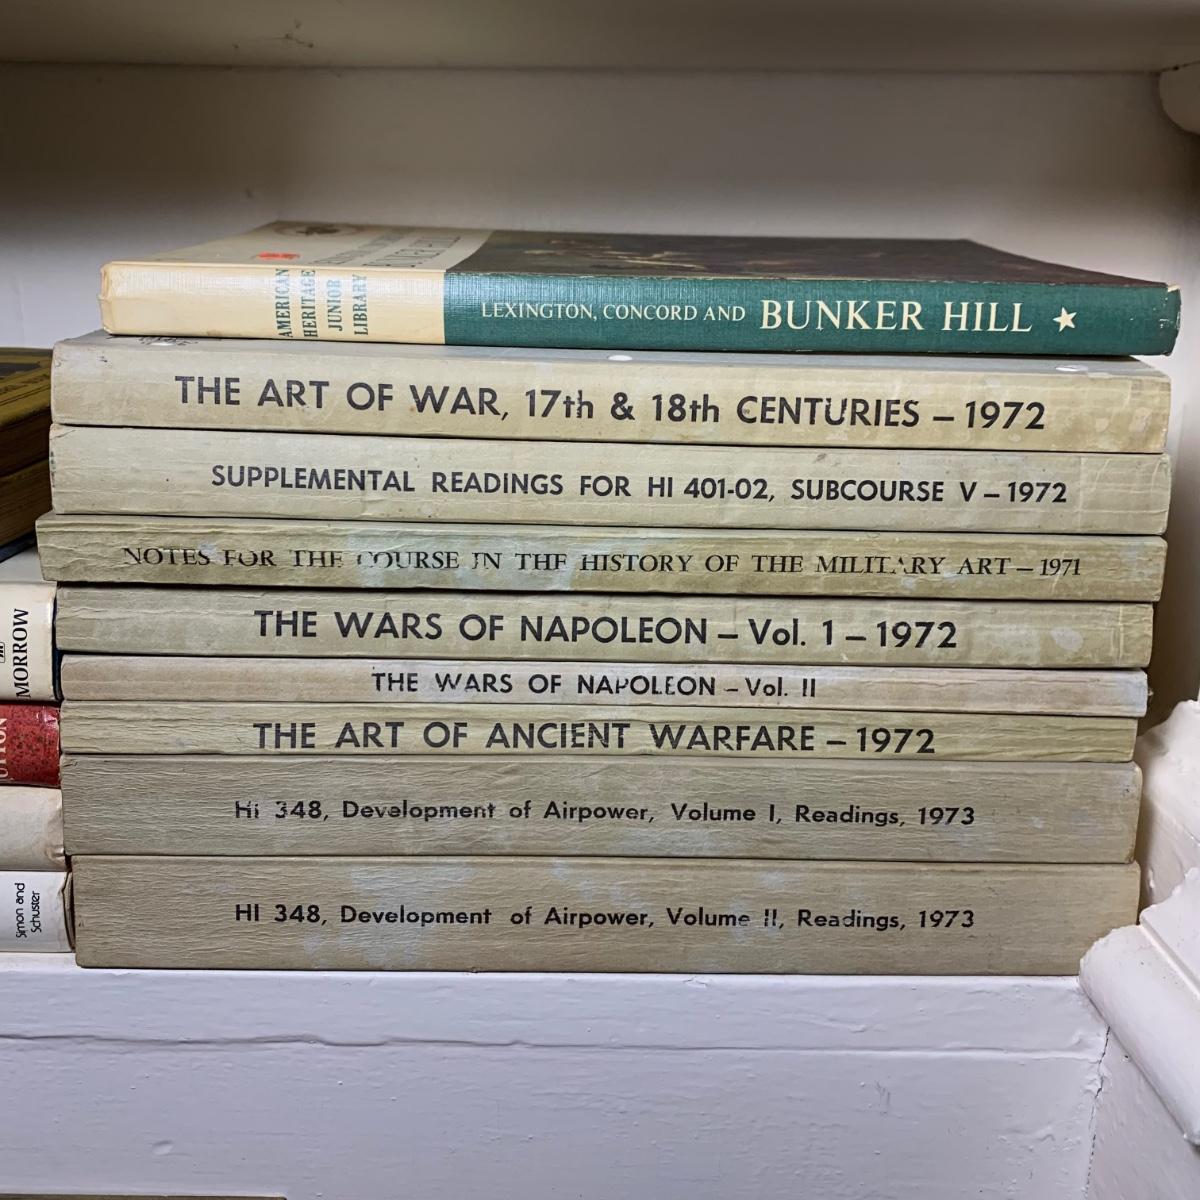 AMERICAN
HERITAGE
JUNIOR
LIBRARY
LEXINGTON, CONCORD AND BUNKER HILL
THE ART OF WAR, 17th & 18th CENTURIES – 1972
SUPPLEMENTAL READINGS FOR HI 401-02, SUBCOURSE V – 1972
NOTES FOR THE COURSE IN THE HISTORY OF THE MILITARY ART – 1971
THE WARS OF NAPOLEON – Vol. 1 – 1972
THE WARS OF NAPOLEON – Vol. II
THE ART OF ANCIENT WARFARE – 1972
Hi 348, Development of Airpower, Volume I, Readings, 1973
HI 348, Development of Airpower, Volume II, Readings, 1973
MORROW
Simon and
Schuster